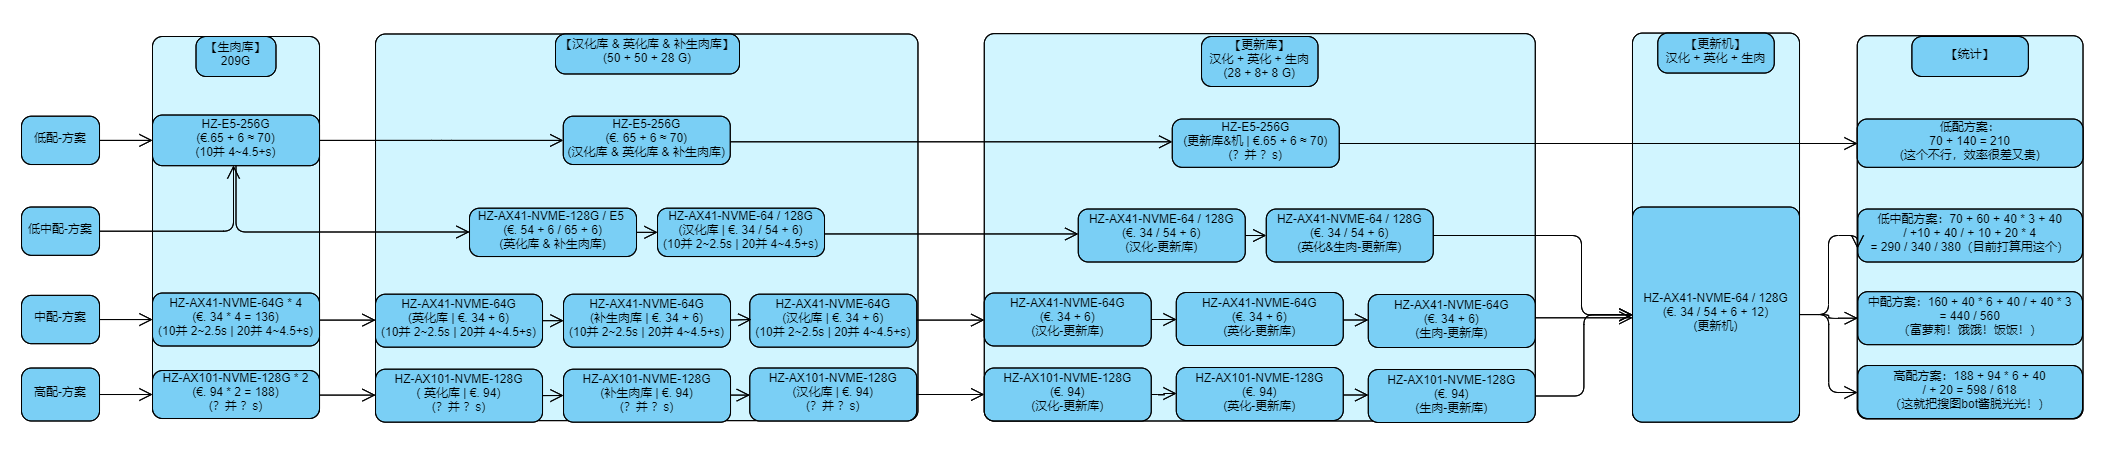 【生肉库】
209G
【汉化库 & 英化库 & 补生肉库】
(50 + 50 + 28 G)
【更新库】
汉化 + 英化 + 生肉
(28 + 8+ 8 G)
【更新机】
汉化 + 英化 + 生肉
【统计】
低配-方案
HZ-E5-256G
(€.65 + 6 ≈ 70)
(10并 4~4.5+s)
HZ-E5-256G
(€. 65 + 6 ≈ 70)
(汉化库 & 英化库 & 补生肉库)
HZ-E5-256G
(更新库&机 | €.65 + 6 ≈ 70)
(？并？s)
低配方案：
70 + 140 = 210
(这个不行，效率很差又贵)
低中配-方案
HZ-AX41-NVME-128G / E5
(€. 54 + 6 / 65 + 6)
(英化库 & 补生肉库)
HZ-AX41-NVME-64 / 128G
(汉化库 | €. 34 / 54 + 6)
(10并 2~2.5s | 20并 4~4.5+s)
HZ-AX41-NVME-64 / 128G
(€. 34 / 54 + 6)
(汉化-更新库)
HZ-AX41-NVME-64 / 128G
(€. 34 / 54 + 6)
(英化&生肉-更新库)
低中配方案：70 + 60 + 40 * 3 + 40
/ +10 + 40 / + 10 + 20 * 4
= 290 / 340 / 380（目前打算用这个）
中配-方案
HZ-AX41-NVME-64G * 4
(€. 34 * 4 = 136)
(10并 2~2.5s | 20并 4~4.5+s)
HZ-AX41-NVME-64G
(英化库 | €. 34 + 6)
(10并 2~2.5s | 20并 4~4.5+s)
HZ-AX41-NVME-64G
(补生肉库 | €. 34 + 6)
(10并 2~2.5s | 20并 4~4.5+s)
HZ-AX41-NVME-64G
(汉化库 | €. 34 + 6)
(10并 2~2.5s | 20并 4~4.5+s)
HZ-AX41-NVME-64G
(€. 34 + 6)
(汉化-更新库)
HZ-AX41-NVME-64G
(€. 34 + 6)
(英化-更新库)
HZ-AX41-NVME-64G
(€. 34 + 6)
(生肉-更新库)
HZ-AX41-NVME-64 / 128G
(€. 34 / 54 + 6 + 12)
(更新机)
中配方案：160 + 40 * 6 + 40 / + 40 * 3
= 440 / 560
（富萝莉！饿饿！饭饭！）
高配-方案
HZ-AX101-NVME-128G * 2
(€. 94 * 2 = 188)
(？并？s)
HZ-AX101-NVME-128G
( 英化库 | €. 94)
(？并？s)
HZ-AX101-NVME-128G
(补生肉库 | €. 94)
(？并？s)
HZ-AX101-NVME-128G
(汉化库 | €. 94)
(？并？s)
HZ-AX101-NVME-128G
(€. 94)
(汉化-更新库)
HZ-AX101-NVME-128G
(€. 94)
(英化-更新库)
HZ-AX101-NVME-128G
(€. 94)
(生肉-更新库)
高配方案：188 + 94 * 6 + 40
/ + 20 = 598 / 618
(这就把搜图bot酱脱光光！)